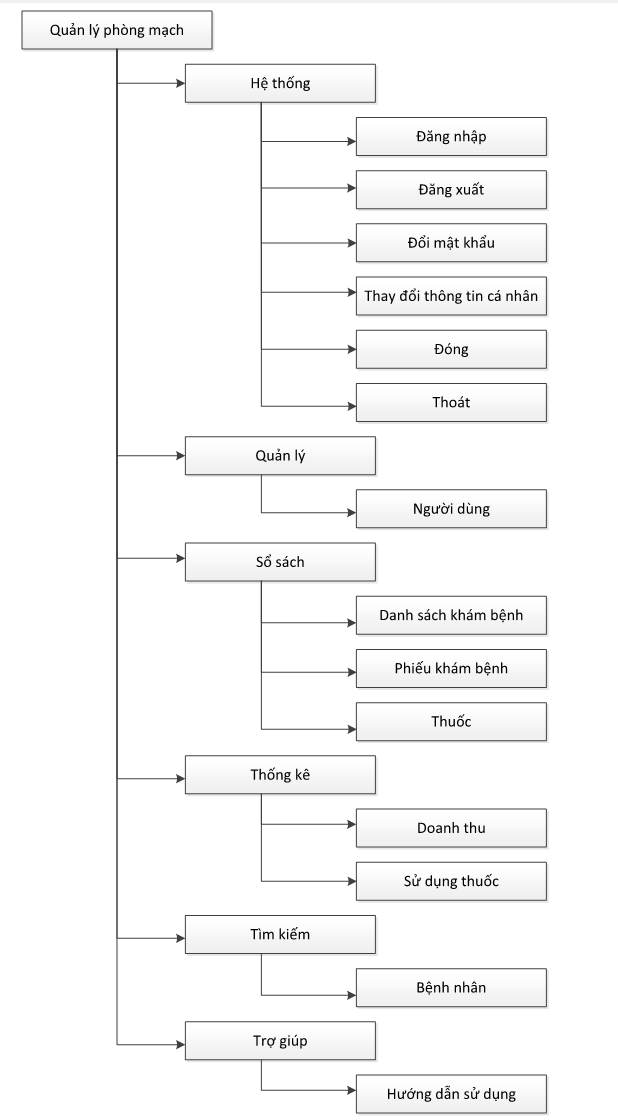 Quản lý phòng mạch
Hệ thống
Đăng nhập
Đăng xuất
Đổi mật khẩu
Thay đổi thông tin cá nhân
Đóng
Thoát
Quản lý
Người dùng
Sổ sách
Danh sách khám bệnh
Phiếu khám bệnh
Thuốc
Thống kê
Doanh thu
Sử dụng thuốc
Tìm kiếm
Bệnh nhân
Trợ giúp
Hướng dẫn sử dụng